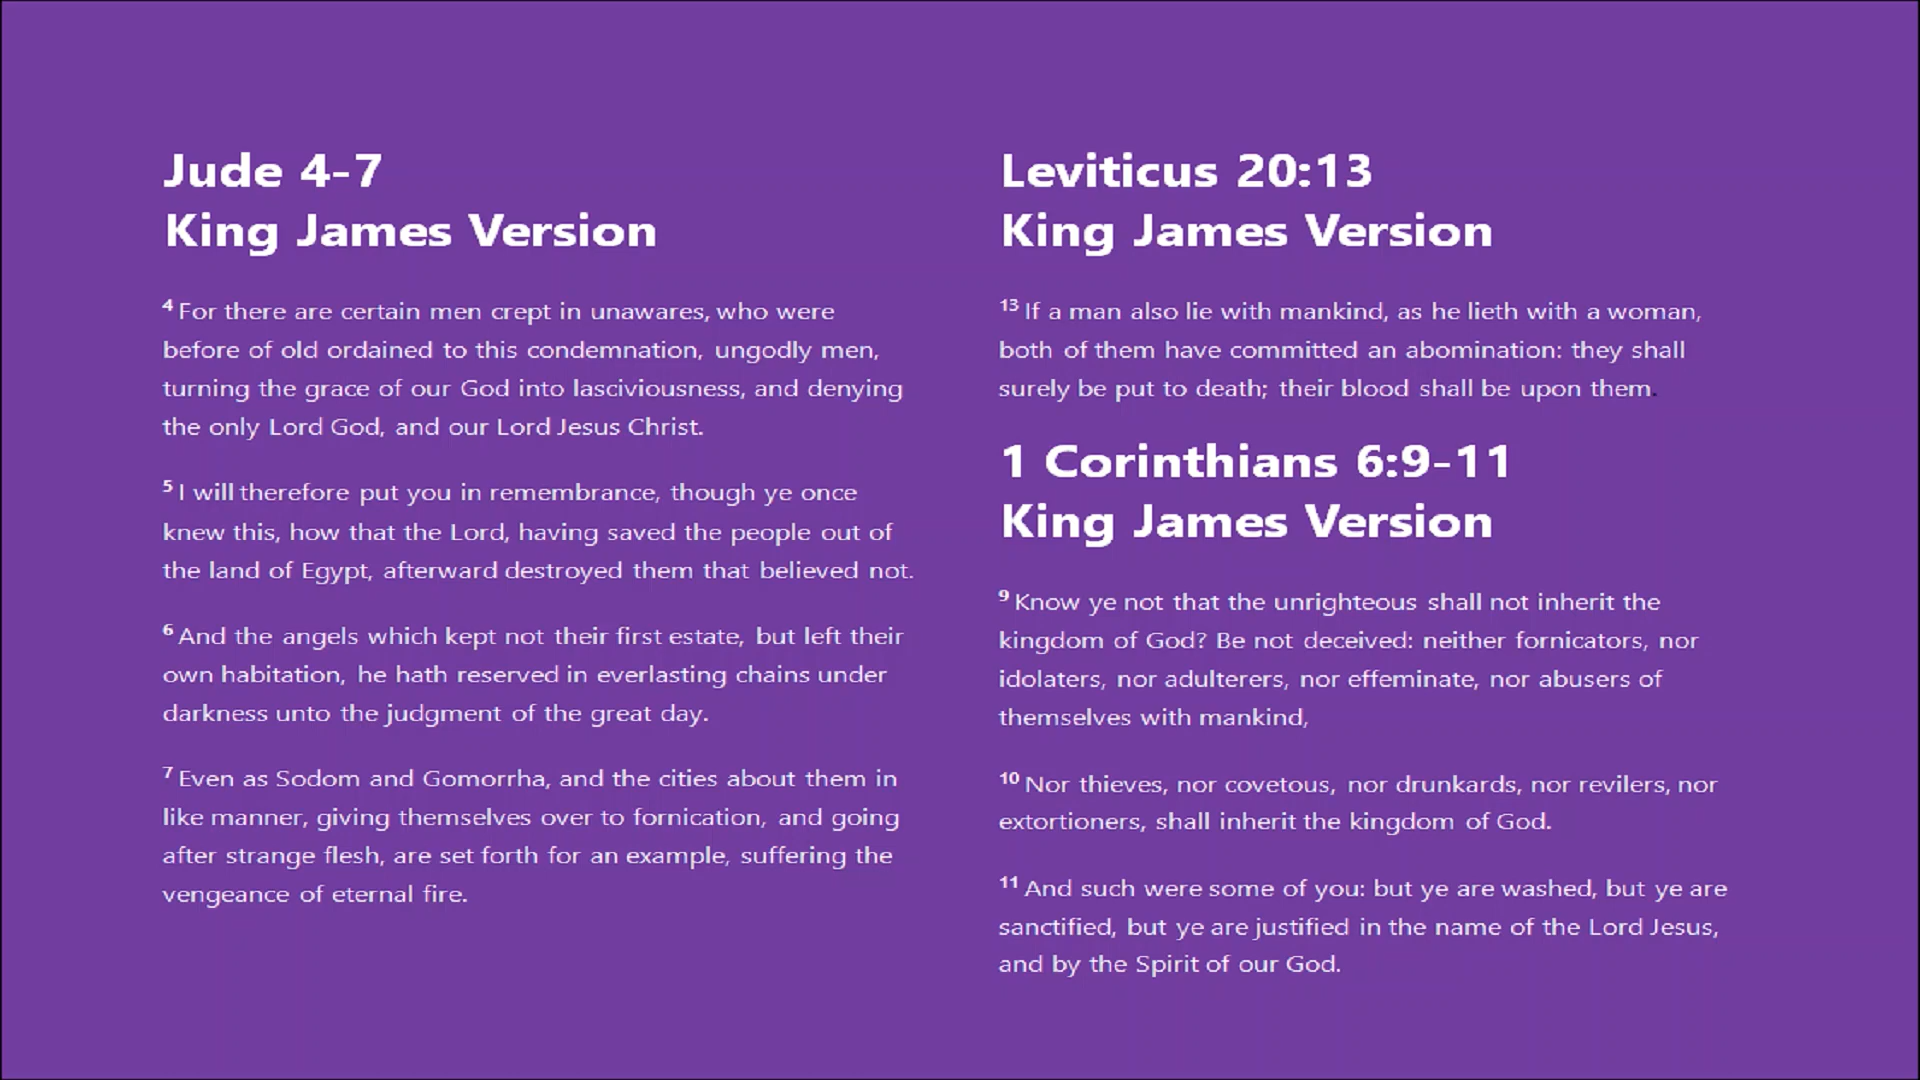 Jude 4-7
King James Version
4 For there are certain men crept in unawares, who were
before of old ordained to this condemnation, ungodly men,
turning the grace of our God into lasciviousness, and denying
the only Lord God, and our Lord Jesus Christ.
5 I will therefore put you in remembrance, though ye once
knew this, how that the Lord, having saved the people out of
the land of Egypt, afterward destroyed them that believed not.
6 And the angels which kept not their first estate, but left their
own habitation, he hath reserved in everlasting chains under
darkness unto the judgment of the great day.
7 Even as Sodom and Gomorrha, and the cities about them in
like manner, giving themselves over to fornication, and going
after strange flesh, are set forth for an example, suffering the
vengeance of eternal fire.
Leviticus 20:13
King James Version
13 If a man also lie with mankind, as he lieth with a woman,
both of them have committed an abomination: they shall
surely be put to death; their blood shall be upon them.
1 Corinthians 6:9-11
King James Version
9 Know ye not that the unrighteous shall not inherit the
kingdom of God? Be not deceived: neither fornicators, nor
idolaters, nor adulterers, nor effeminate, nor abusers of
themselves with mankind,
10 Nor thieves, nor covetous, nor drunkards, nor revilers, nor
extortioners, shall inherit the kingdom of God.
11 And such were some of you: but ye are washed, but ye are
sanctified, but ye are justified in the name of the Lord Jesus,
and by the Spirit of our God.